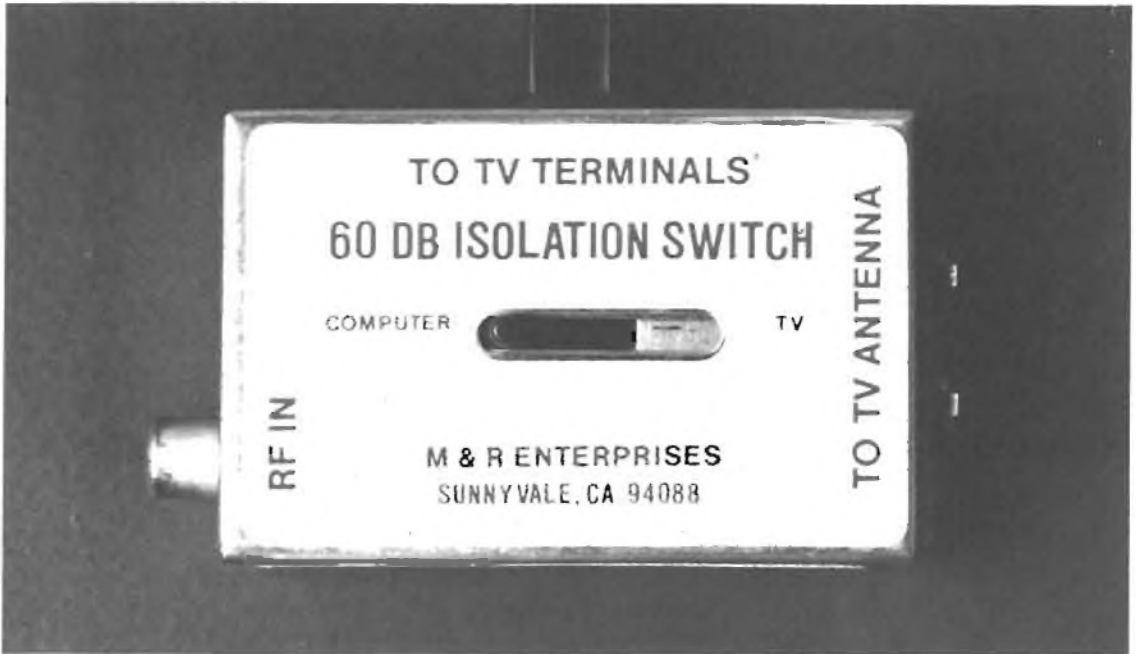 TO TV TERMINALS
60 DB ISOLATION SWITCH
COMPUTER TV
TO TV ANTENNA
RF IN
M & R ENTERPRISES
SUNNYVALE, CA 94088